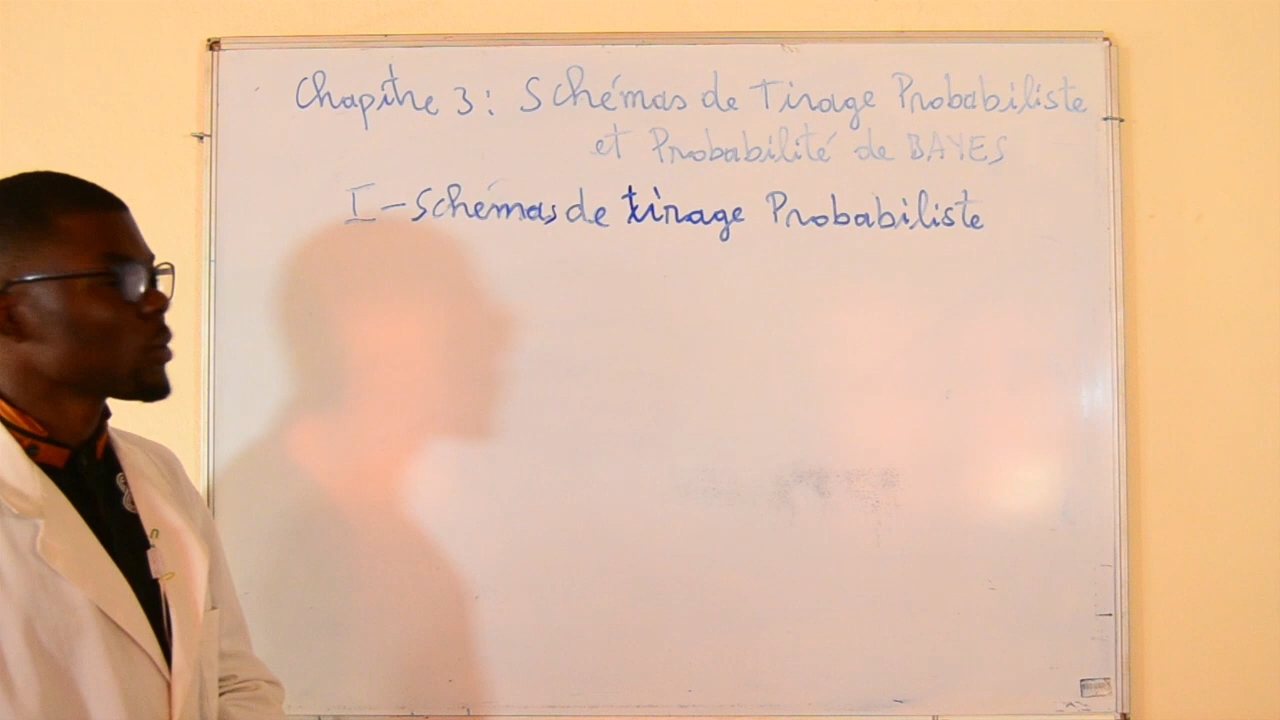 Chapitre 3: Schémas de Tirage Probabiliste
et Probabilité de BAYES
I-Schémas de tirage Probabiliste